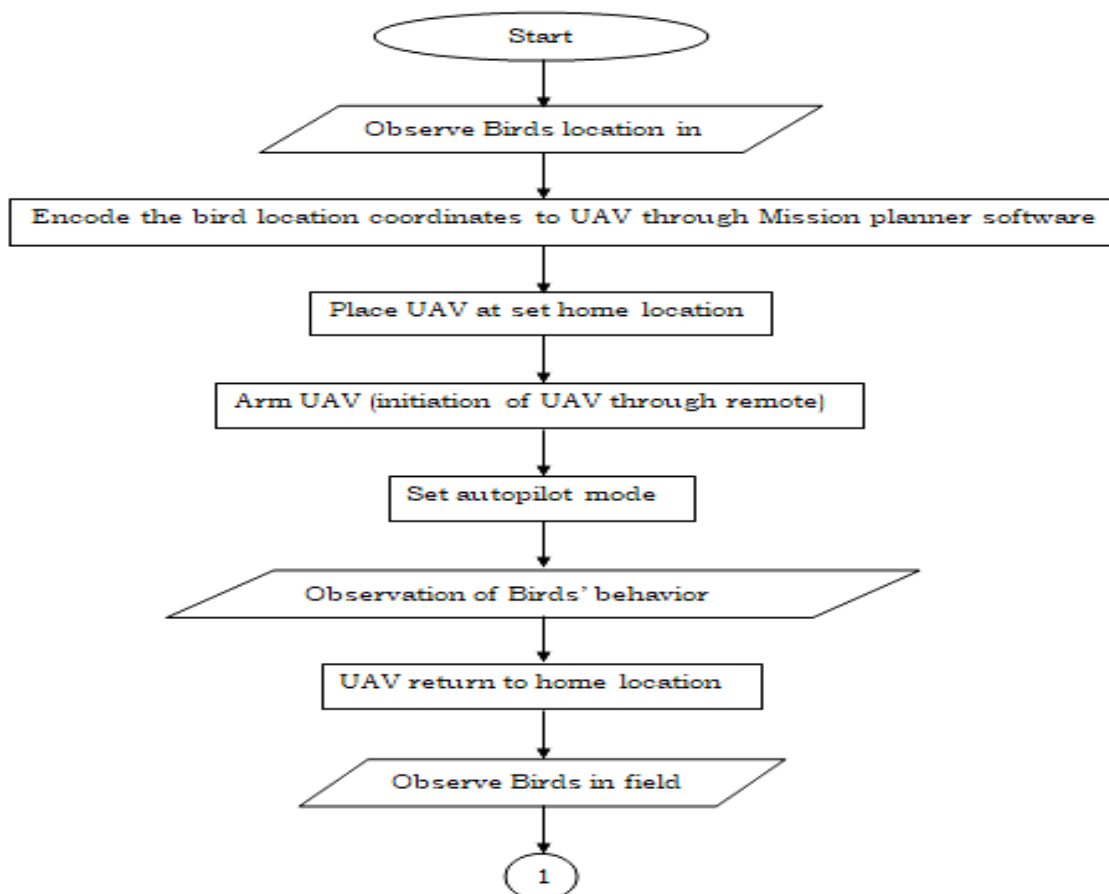 Start
Observe Birds location in
Encode the bird location coordinates to UAV through Mission planner software
Place UAV at set home location
Arm UAV (initiation of UAV through remote)
Set autopilot mode
Observation of Birds’ behavior
UAV return to home location
Observe Birds in field
1